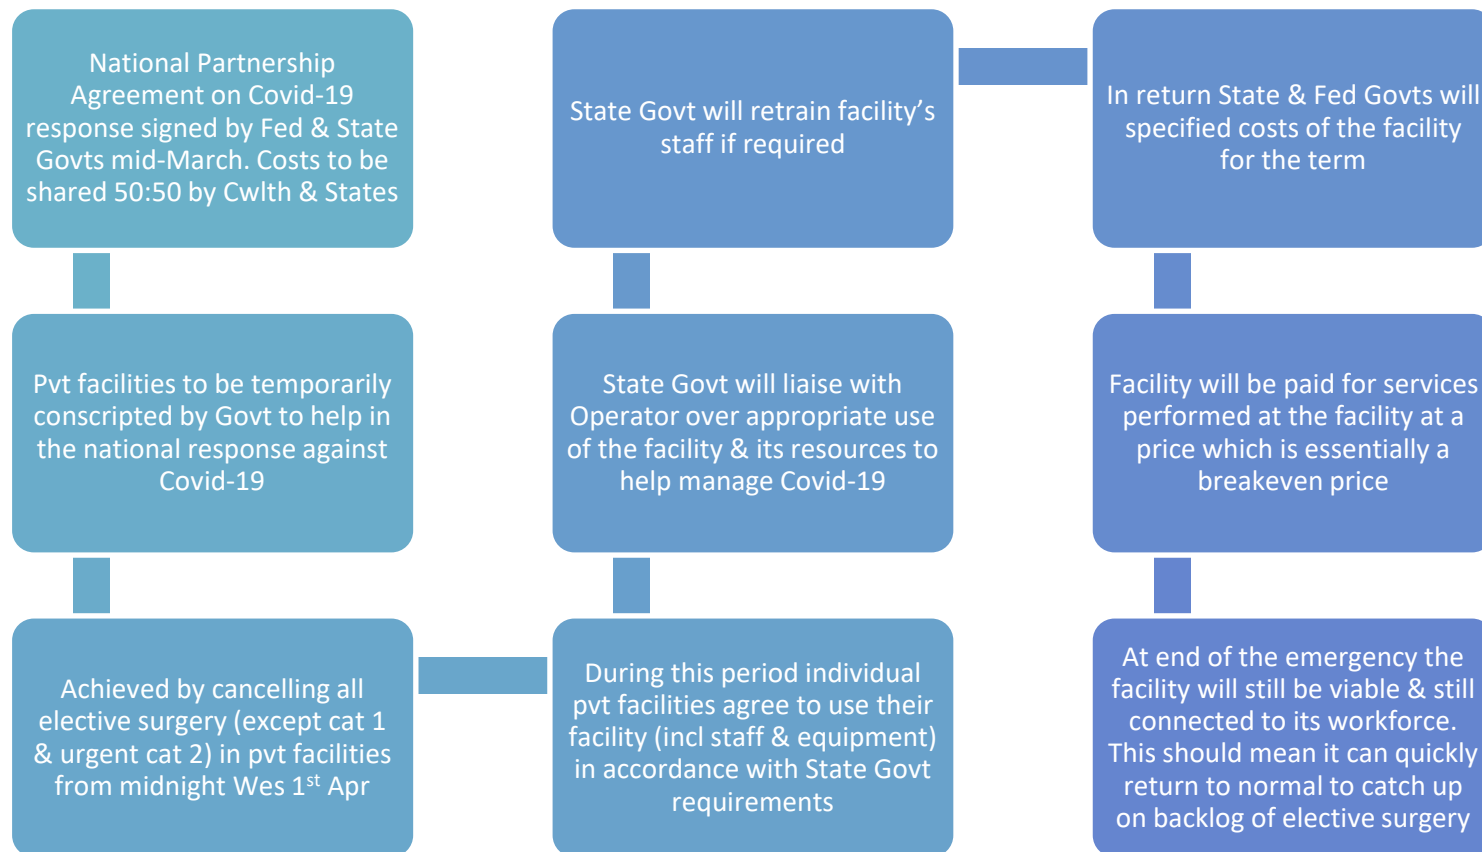 National Partnership
Agreement on Covid-19
response signed by Fed & State
Govts mid-March. Costs to be
shared 50:50 by Cwlth & States
Pvt facilities to be temporarily
conscripted by Govt to help in
the national response against
Covid-19
Achieved by cancelling all
elective surgery (except cat 1
& urgent cat 2) in pvt facilities
from midnight Wes 1st Apr
During this period individual
pvt facilities agree to use their
facility (incl staff & equipment)
in accordance with State Govt
requirements
State Govt will liaise with
Operator over appropriate use
of the facility & its resources to
help manage Covid-19
State Govt will retrain facility’s
staff if required
In return State & Fed Govts will
specified costs of the facility
for the term
Facility will be paid for services
performed at the facility at a
price which is essentially a
breakeven price
At end of the emergency the
facility will still be viable & still
connected to its workforce.
This should mean it can quickly
return to normal to catch up
on backlog of elective surgery